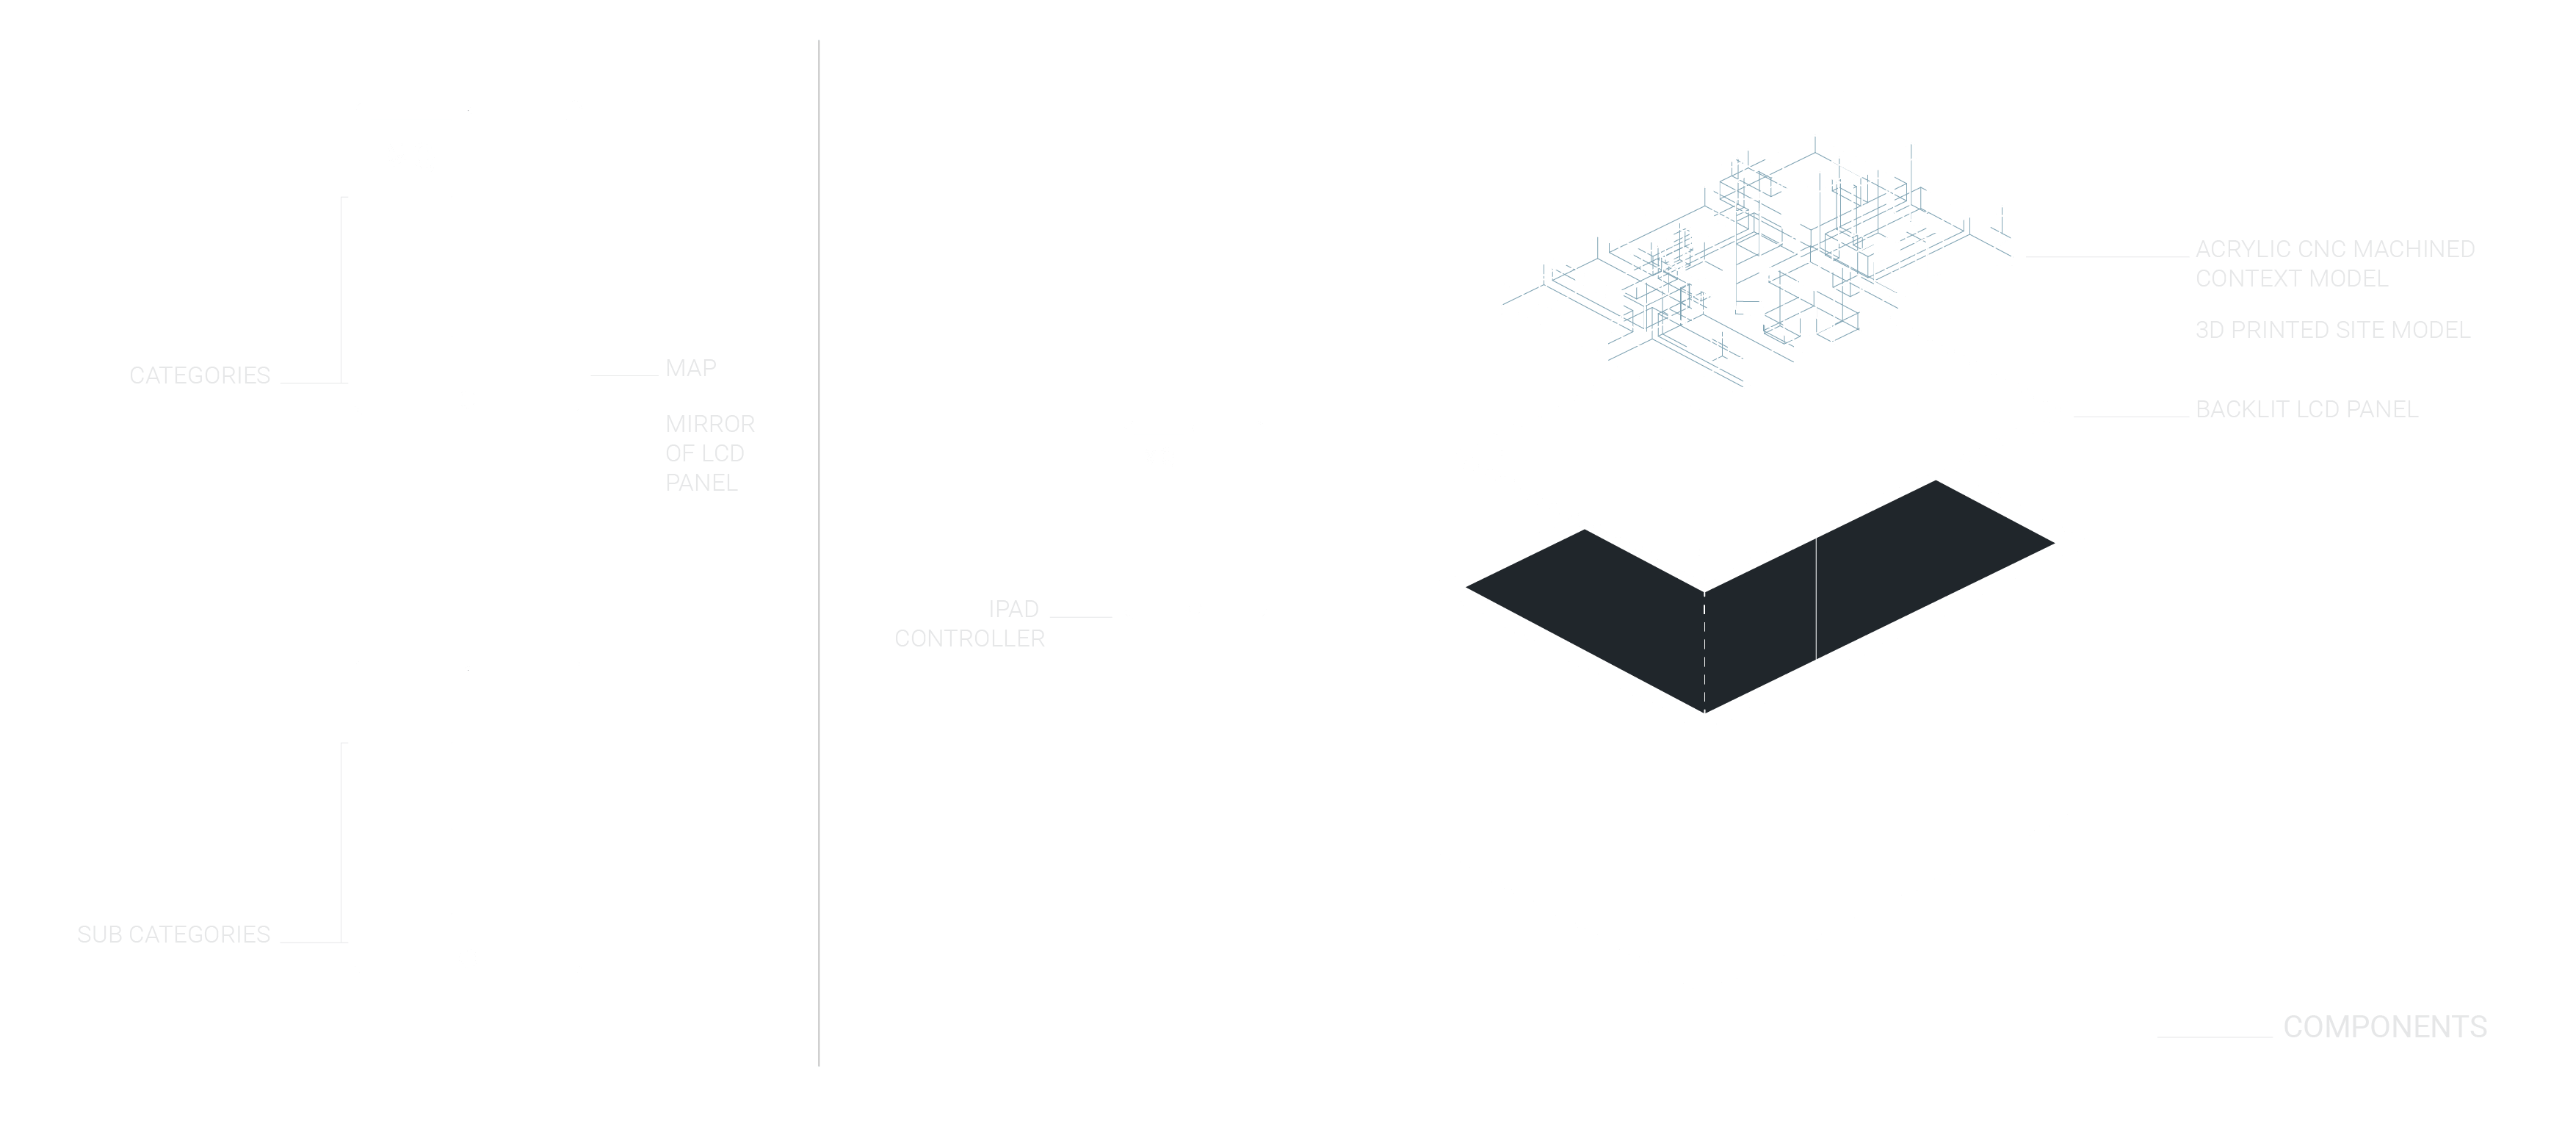 CATEGORIES
MAP
MIRROR
OF LCD
PANEL
SUB CATEGORIES
IPAD
CONTROLLER
ACRYLIC CNC MACHINED
CONTEXT MODEL
3D PRINTED SITE MODEL
BACKLIT LCD PANEL
COMPONENTS